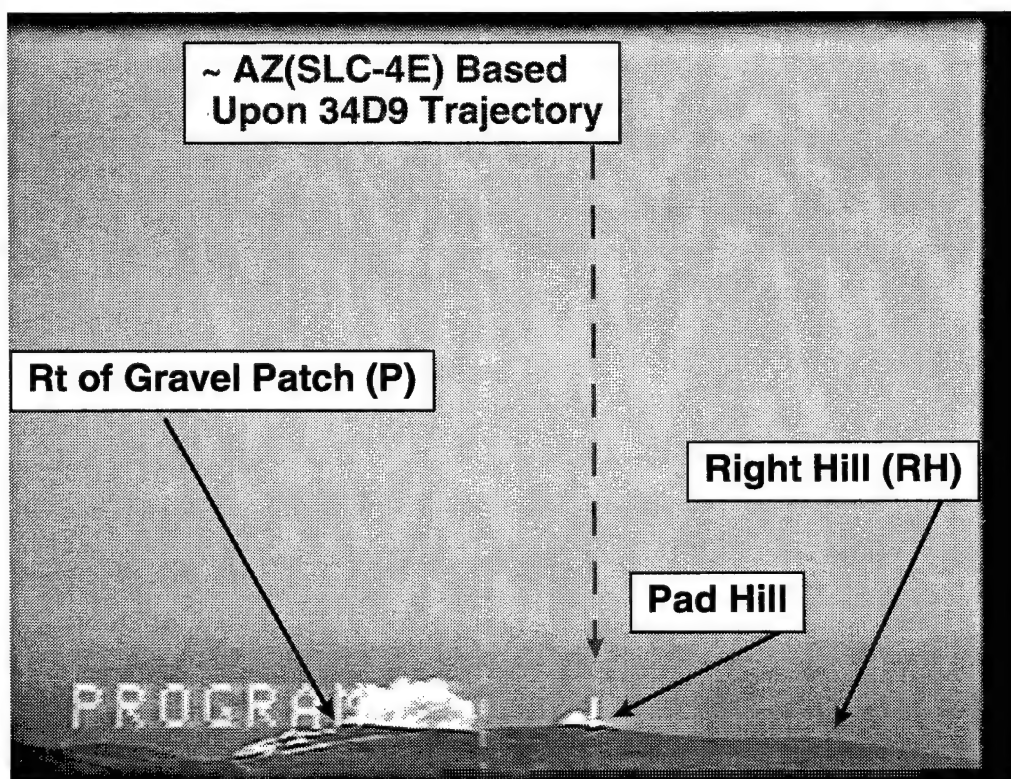 ~ AZ(SLC-4E) Based
Upon 34D9 Trajectory
Rt of Gravel Patch (P)
Right Hill (RH)
Pad Hill
PROGRAM